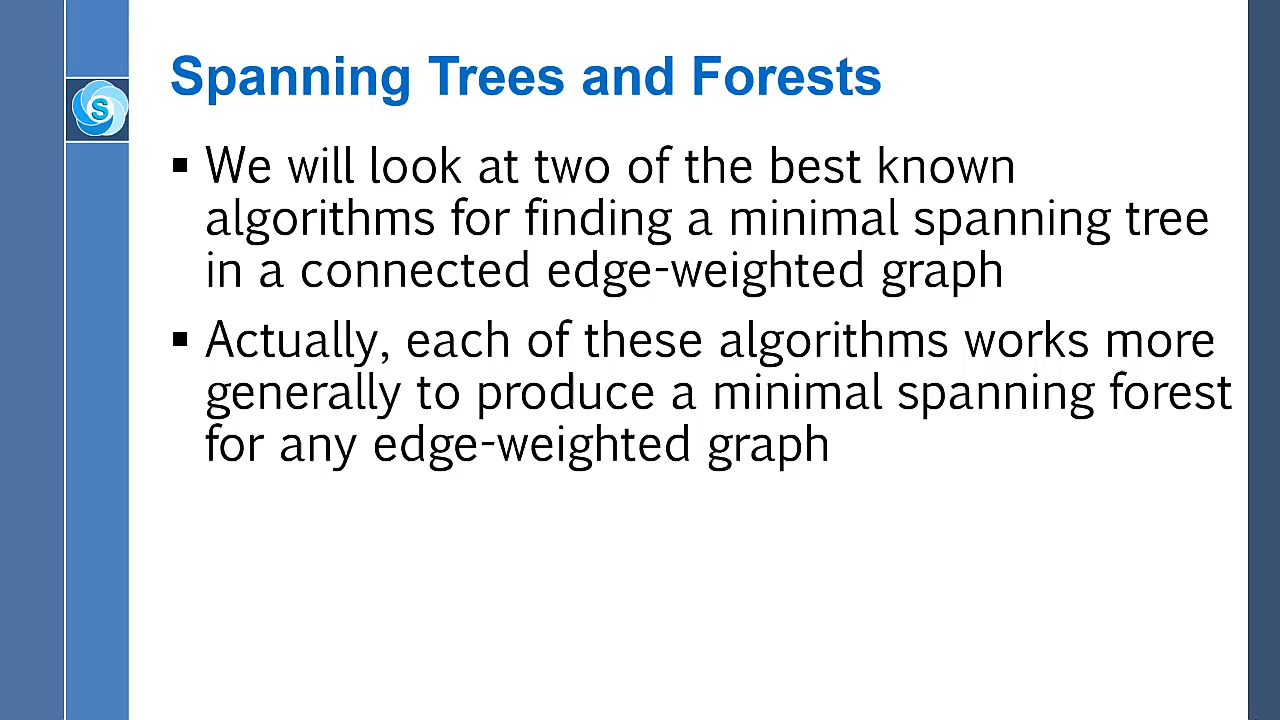 S
Spanning Trees and Forests
▪ We will look at two of the best known
algorithms for finding a minimal spanning tree
in a connected edge-weighted graph
▪ Actually, each of these algorithms works more
generally to produce a minimal spanning forest
for any edge-weighted graph